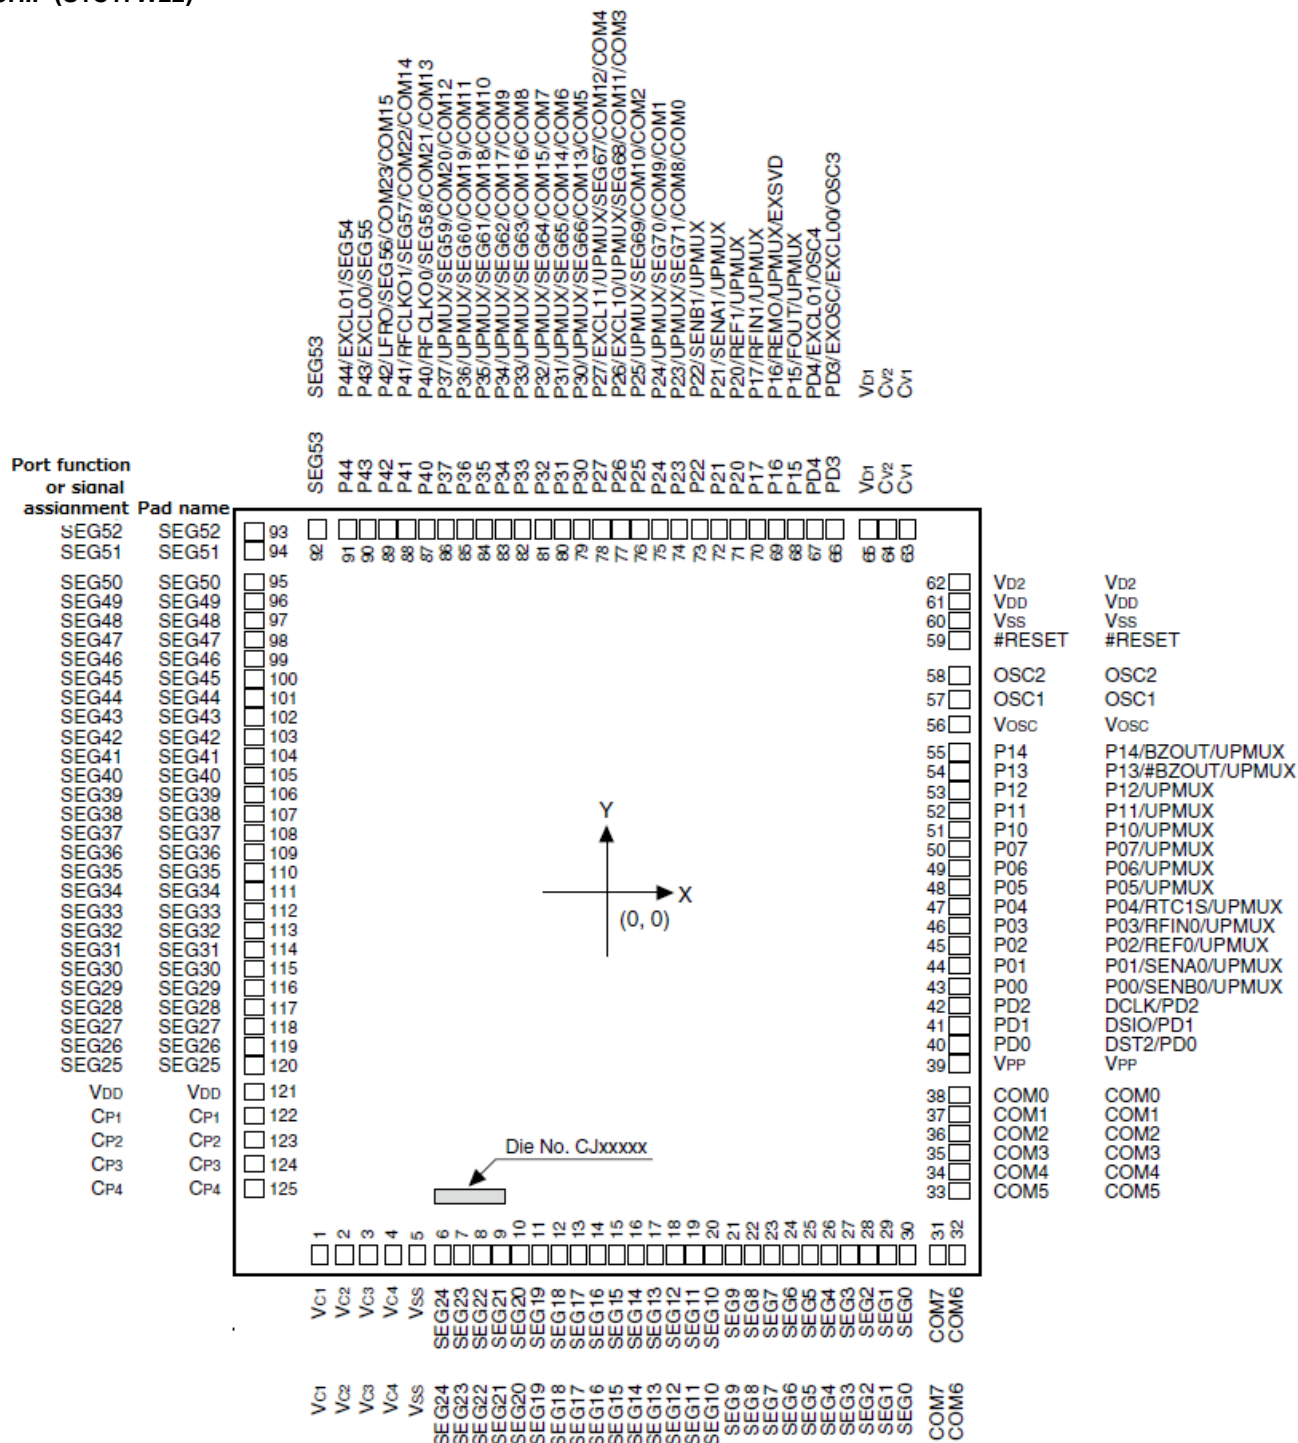 SEG53
P44/EXCL01/SEG54
P43/EXCL00/SEG55
P42/LFRO/SEG56/COM23/COM15
P41/RFCLKO1/SEG57/COM22/COM14
P40/RFCLKO0/SEG58/COM21/COM13
P37/UPMUX/SEG59/COM20/COM12
P36/UPMUX/SEG60/COM19/COM11
P35/UPMUX/SEG61/COM18/COM10
P34/UPMUX/SEG62/COM17/COM9
P33/UPMUX/SEG63/COM16/COM8
P32/UPMUX/SEG64/COM15/COM7
P31/UPMUX/SEG65/COM14/COM6
P30/UPMUX/SEG66/COM13/COM5
P27/EXCL11/UPMUX/SEG67/COM12/COM4
P26/EXCL10/UPMUX/SEG68/COM11/COM3
P25/UPMUX/SEG69/COM10/COM2
P24/UPMUX/SEG70/COM9/COM1
P23/UPMUX/SEG71/COM8/COM0
P22/SENB1/UPMUX
P21/SENA1/UPMUX
P20/REF1/UPMUX
P17/RFIN1/UPMUX
P16/REMO/UPMUX/EXSVD
P15/FOUT/UPMUX
PD4/EXCL01/OSC4
PD3/EXOSC/EXCL00/OSC3
VD1
CV2
CV1
SEG53
P44
P43
P42
P41
P40
P37
P36
P35
P34
P33
P32
P31
P30
P27
P26
P25
P24
P23
P22
P21
P20
P17
P16
P15
PD4
PD3
VD1
CV2
CV1
Port function
or signal
assignment Pad name
92
91
90
89
88
87
86
85
84
83
82
81
80
79
78
77
76
75
74
73
72
71
70
69
68
67
66
65
64
63
SEG52 SEG52 93
SEG51 SEG51 94
SEG50 SEG50 95
SEG49 SEG49 96
SEG48 SEG48 97
SEG47 SEG47 98
SEG46 SEG46 99
SEG45 SEG45 100
SEG44 SEG44 101
SEG43 SEG43 102
SEG42 SEG42 103
SEG41 SEG41 104
SEG40 SEG40 105
SEG39 SEG39 106
SEG38 SEG38 107
SEG37 SEG37 108
SEG36 SEG36 109
SEG35 SEG35 110
SEG34 SEG34 111
SEG33 SEG33 112
SEG32 SEG32 113
SEG31 SEG31 114
SEG30 SEG30 115
SEG29 SEG29 116
SEG28 SEG28 117
SEG27 SEG27 118
SEG26 SEG26 119
SEG25 SEG25 120
VDD VDD 121
CP1 CP1 122
CP2 CP2 123
CP3 CP3 124
CP4 CP4 125
Y
X
(0, 0)
Die No. CJxxxxx
62 VD2 VD2
61 VDD VDD
60 VSS VSS
59 #RESET #RESET
58 OSC2 OSC2
57 OSC1 OSC1
56 VOSC VOSC
55 P14 P14/BZOUT/UPMUX
54 P13 P13/#BZOUT/UPMUX
53 P12 P12/UPMUX
52 P11 P11/UPMUX
51 P10 P10/UPMUX
50 P07 P07/UPMUX
49 P06 P06/UPMUX
48 P05 P05/UPMUX
47 P04 P04/RTC1S/UPMUX
46 P03 P03/RFIN0/UPMUX
45 P02 P02/REF0/UPMUX
44 P01 P01/SENA0/UPMUX
43 P00 P00/SENB0/UPMUX
42 PD2 DCLK/PD2
41 PD1 DSIO/PD1
40 PD0 DST2/PD0
39 VPP VPP
38 COM0 COM0
37 COM1 COM1
36 COM2 COM2
35 COM3 COM3
34 COM4 COM4
33 COM5 COM5
1
2
3
4
5
6
7
8
9
10
11
12
13
14
15
16
17
18
19
20
21
22
23
24
25
26
27
28
29
30
31
32
VC1
VC2
VC3
VC4
VSS
SEG24
SEG23
SEG22
SEG21
SEG20
SEG19
SEG18
SEG17
SEG16
SEG15
SEG14
SEG13
SEG12
SEG11
SEG10
SEG9
SEG8
SEG7
SEG6
SEG5
SEG4
SEG3
SEG2
SEG1
SEG0
COM7
COM6
VC1
VC2
VC3
VC4
VSS
SEG24
SEG23
SEG22
SEG21
SEG20
SEG19
SEG18
SEG17
SEG16
SEG15
SEG14
SEG13
SEG12
SEG11
SEG10
SEG9
SEG8
SEG7
SEG6
SEG5
SEG4
SEG3
SEG2
SEG1
SEG0
COM7
COM6